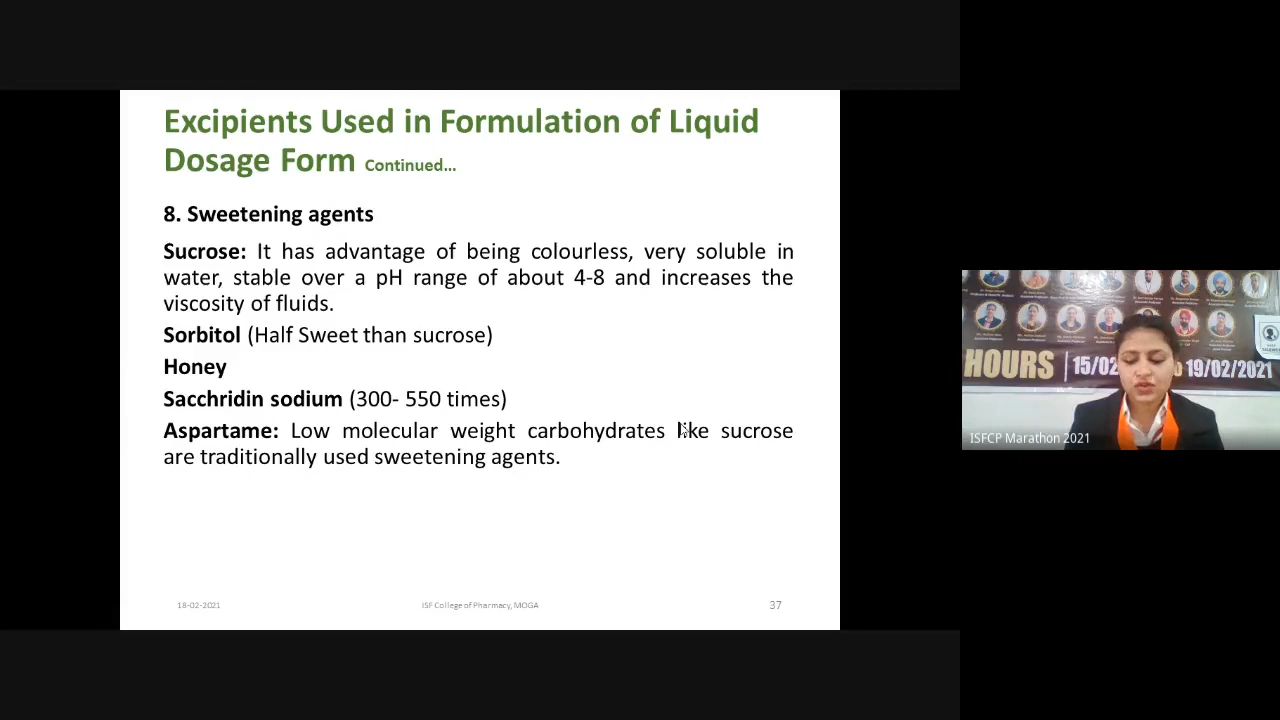 Excipients Used in Formulation of Liquid
Dosage Form Continued...
8. Sweetening agents
Sucrose: It has advantage of being colourless, very soluble in
water, stable over a pH range of about 4-8 and increases the
viscosity of fluids.
Sorbitol (Half Sweet than sucrose)
Honey
Sacchridin sodium (300- 550 times)
Aspartame: Low molecular weight carbohydrates like sucrose
are traditionally used sweetening agents.
18-02-2021
ISF College of Pharmacy, MOGA
37
HOURS 15/02 19/02/2021
ISFCP Marathon 2021